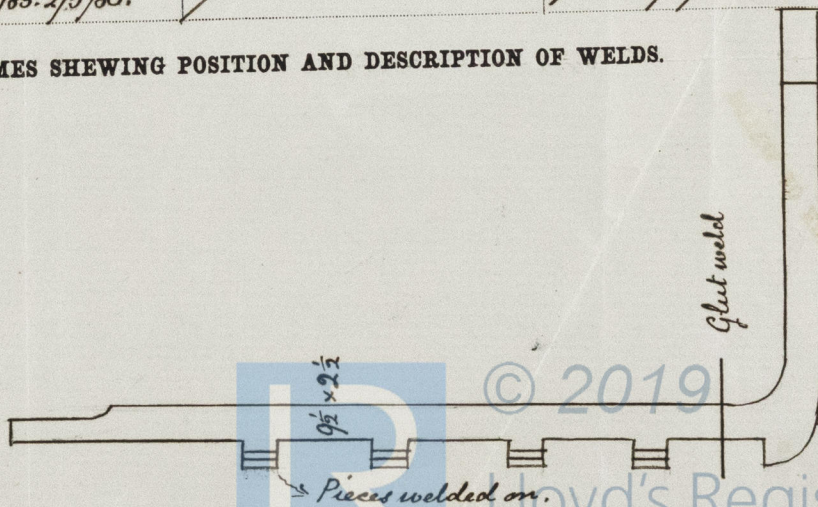 MES SHEWING POSITION AND DESCRIPTION OF WELDS.
Glut weld
9½ × 2½
© 2019
Pieces welded on.
Lloyd's Regis